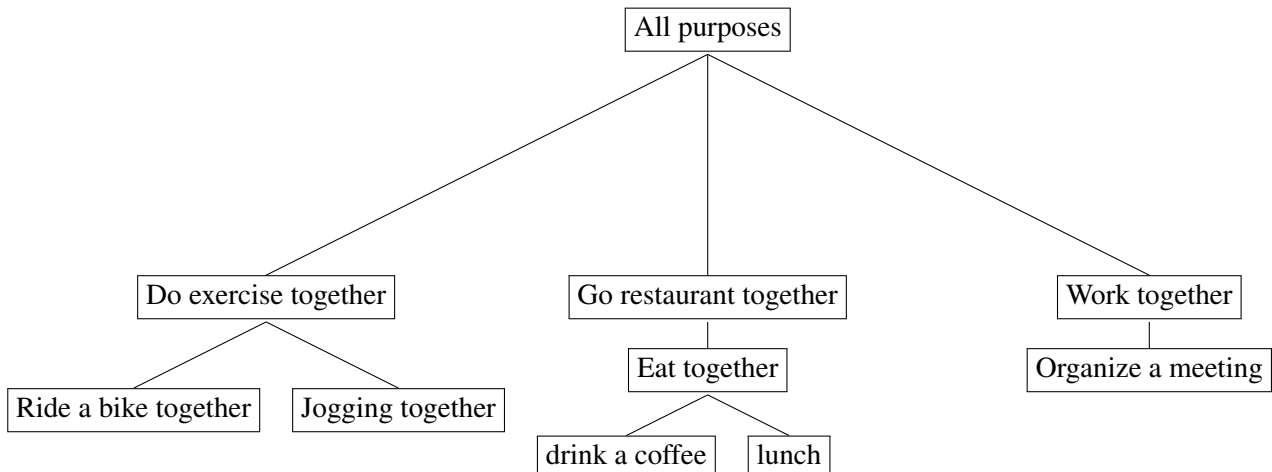 All purposes
Do exercise together
Go restaurant together
Work together
Eat together
Organize a meeting
Ride a bike together
Jogging together
drink a coffee
lunch